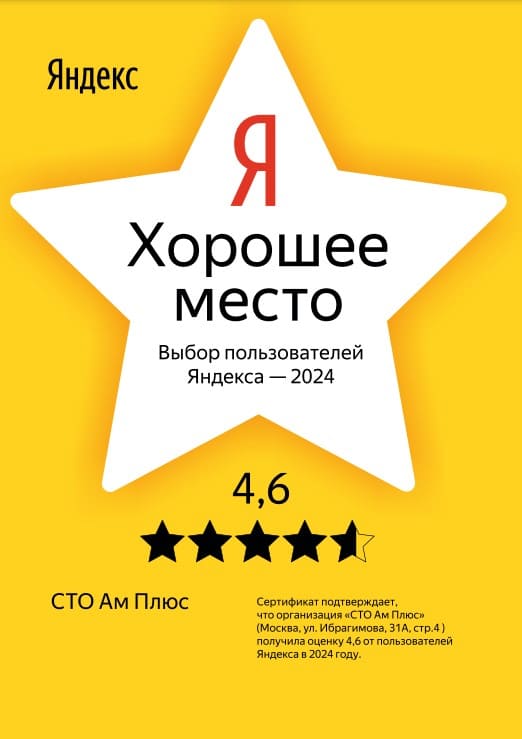 Яндекс
Я
Хорошее
место
Выбор пользователей
Яндекса — 2024
4,6
СТО Ам Плюс
Сертификат подтверждает,
что организация «СТО Ам Плюс»
(Москва, ул. Ибрагимова, 31А, стр.4 )
получила оценку 4,6 от пользователей
Яндекса в 2024 году.